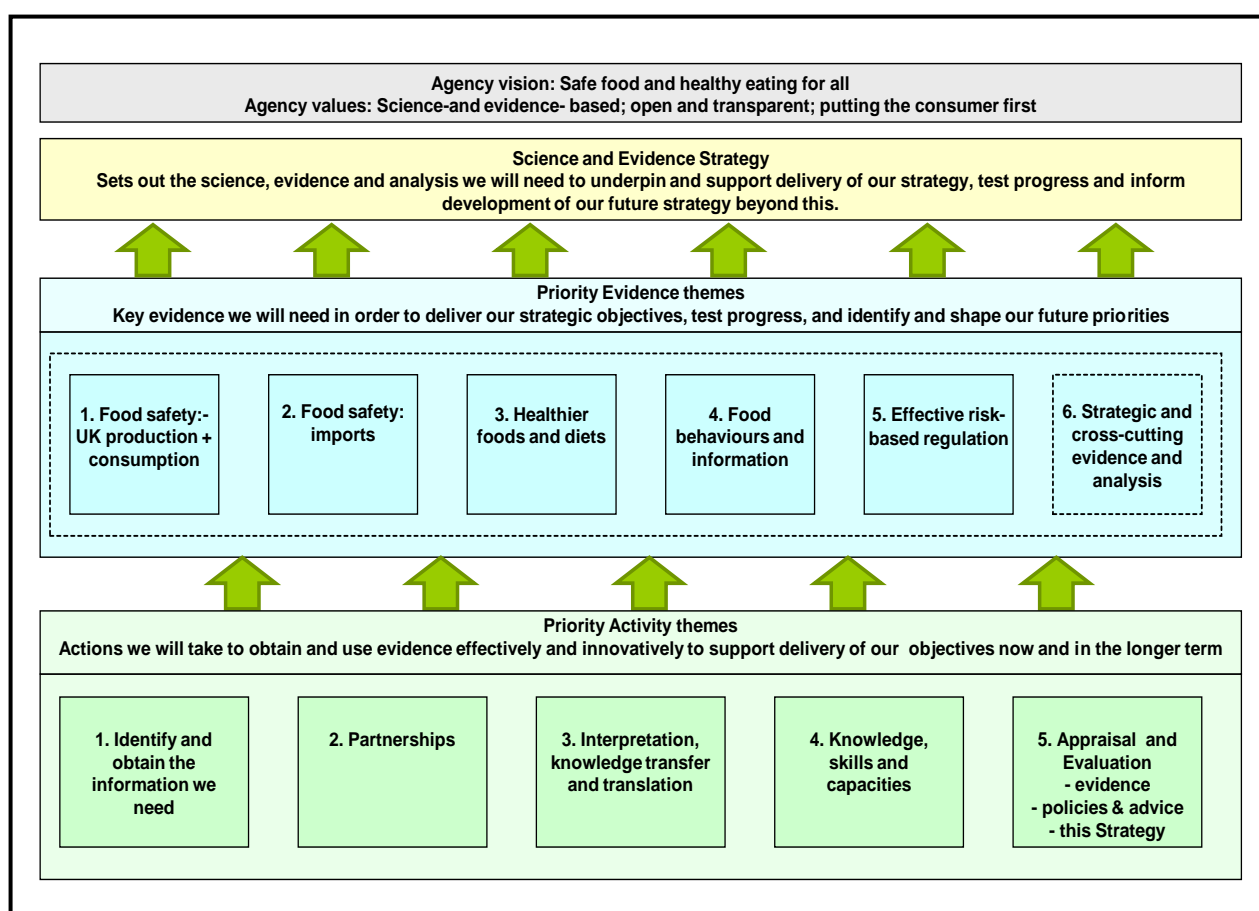 Agency vision: Safe food and healthy eating for all
Agency values: Science-and evidence- based; open and transparent; putting the consumer first
Science and Evidence Strategy
Sets out the science, evidence and analysis we will need to underpin and support delivery of our strategy, test progress and inform
development of our future strategy beyond this.
Priority Evidence themes
Key evidence we will need in order to deliver our strategic objectives, test progress, and identify and shape our future priorities
1. Food safety:-
UK production +
consumption
2. Food safety:
imports
3. Healthier
foods and diets
4. Food
behaviours and
information
5. Effective risk-
based regulation
6. Strategic and
cross-cutting
evidence and
analysis
Priority Activity themes
Actions we will take to obtain and use evidence effectively and innovatively to support delivery of our objectives now and in the longer term
1. Identify and
obtain the
information we
need
2. Partnerships
3. Interpretation,
knowledge transfer
and translation
4. Knowledge,
skills and
capacities
5. Appraisal and
Evaluation
- evidence
- policies & advice
- this Strategy